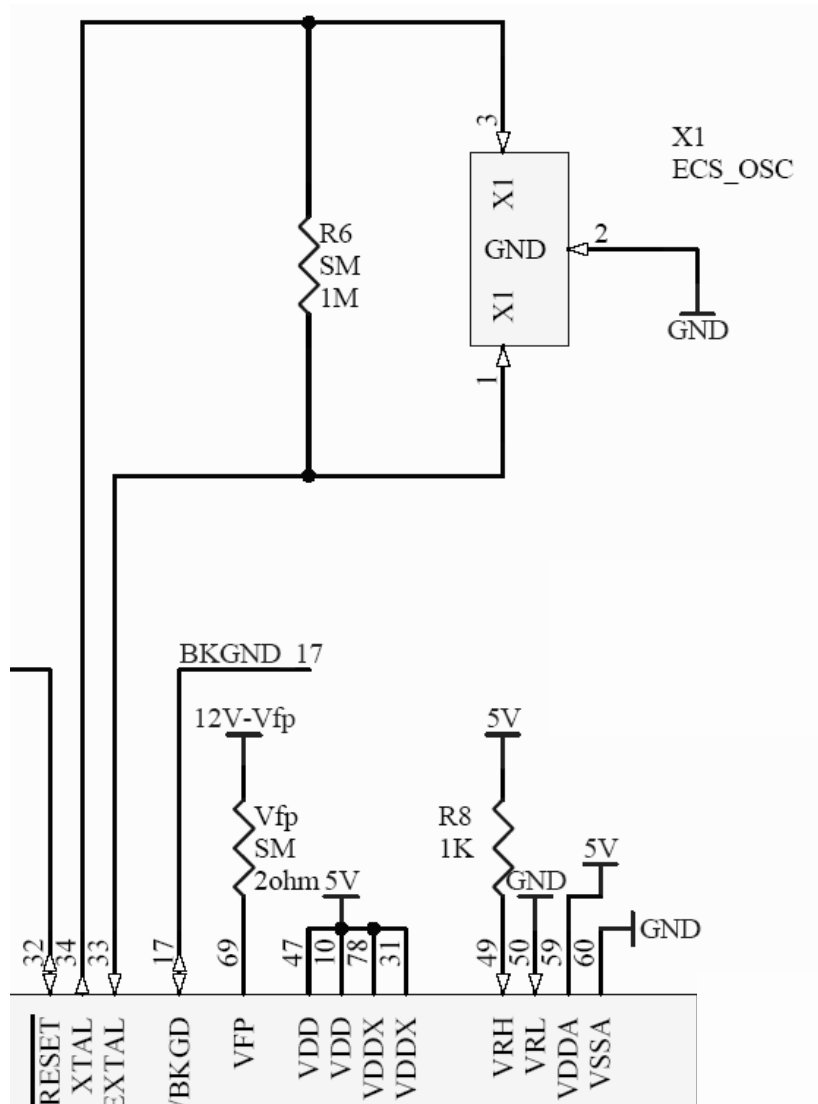 3
X1
ECS_OSC
X1
GND
2
X1
R6
SM
1M
GND
1
BKGND 17
12V-Vfp
5V
Vfp
SM
2ohm
R8
1K
5V
GND
5V
GND
32
34
33
17
69
47
10
78
31
49
50
59
60
RESET
XTAL
EXTAL
/BKGD
VFP
VDD
VDD
VDDX
VDDX
VRH
VRL
VDDA
VSSA